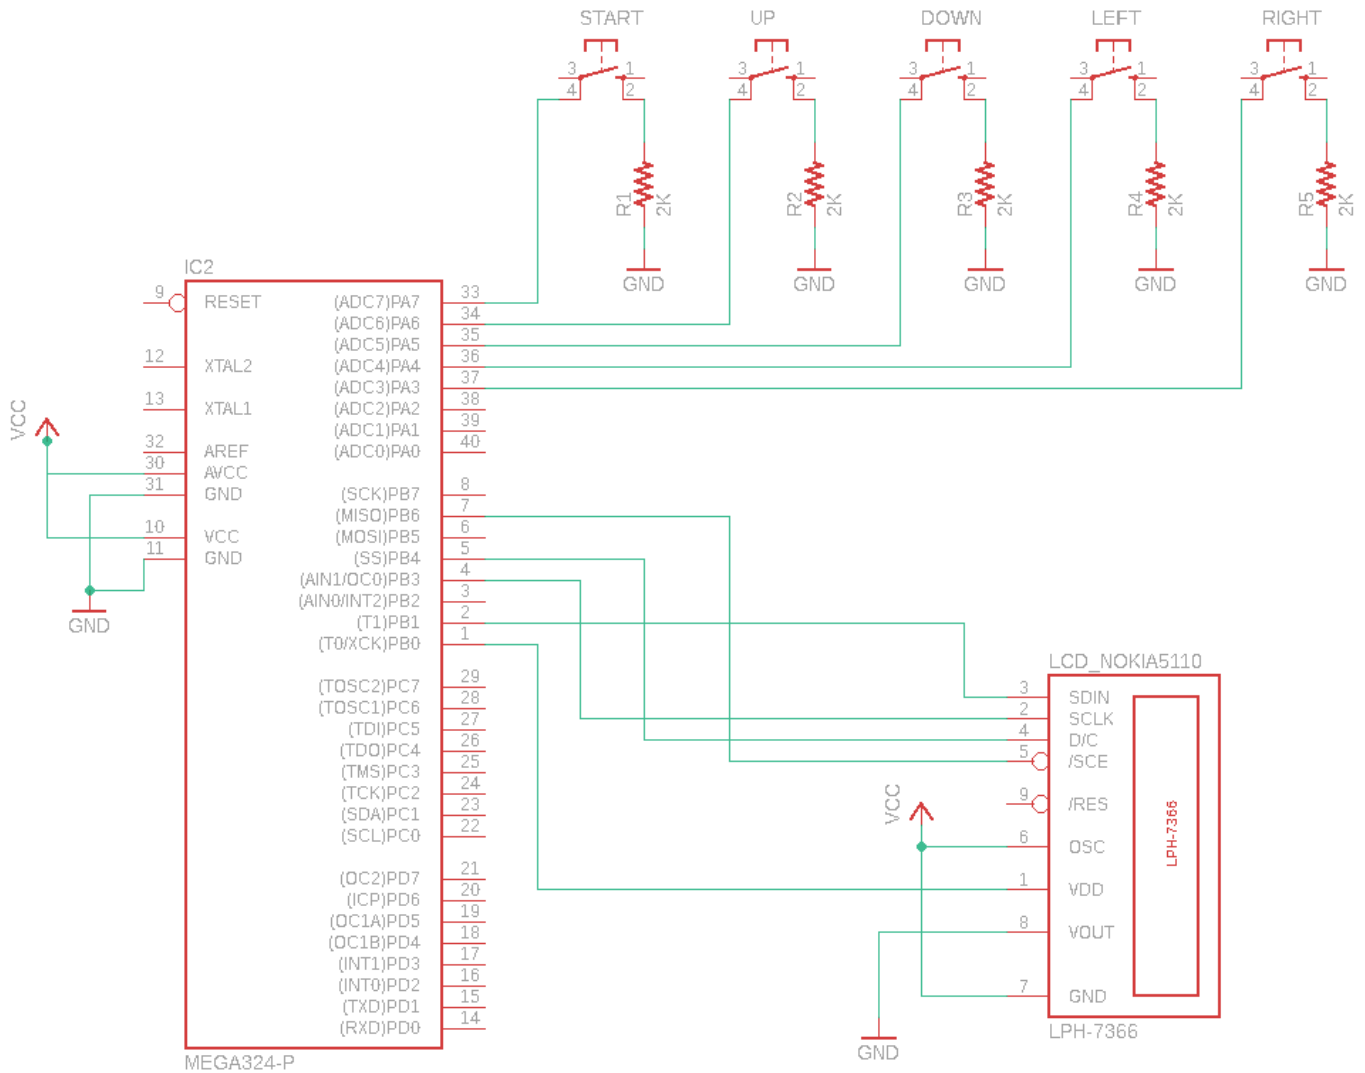 START UP DOWN LEFT RIGHT
3 1 3 1 3 1 3 1 3 1
4 2 4 2 4 2 4 2 4 2
R1 2K R2 2K R3 2K R4 2K R5 2K
GND GND GND GND GND
IC2
9 RESET (ADC7)PA7 33
(ADC6)PA6 34
(ADC5)PA5 35
12 XTAL2 (ADC4)PA4 36
(ADC3)PA3 37
13 XTAL1 (ADC2)PA2 38
VCC
(ADC1)PA1 39
32 AREF (ADC0)PA0 40
30 AVCC
31 GND (SCK)PB7 8
(MISO)PB6 7
10 VCC (MOSI)PB5 6
11 GND (SS)PB4 5
(AIN1/OC0)PB3 4
(AIN0/INT2)PB2 3
GND (T1)PB1 2
(T0/XCK)PB0 1
LCD_NOKIA5110
(TOSC2)PC7 29
3 SDIN
(TOSC1)PC6 28
2 SCLK
(TDI)PC5 27
4 D/C
(TDO)PC4 26
5 /SCE
(TMS)PC3 25
(TCK)PC2 24
VCC 9 /RES
(SDA)PC1 23
(SCL)PC0 22
LPH-7366
6 OSC
(OC2)PD7 21
1 VDD
(ICP)PD6 20
(OC1A)PD5 19
8 VOUT
(OC1B)PD4 18
(INT1)PD3 17
(INT0)PD2 16
7 GND
(TXD)PD1 15
(RXD)PD0 14
LPH-7366
GND
MEGA324-P